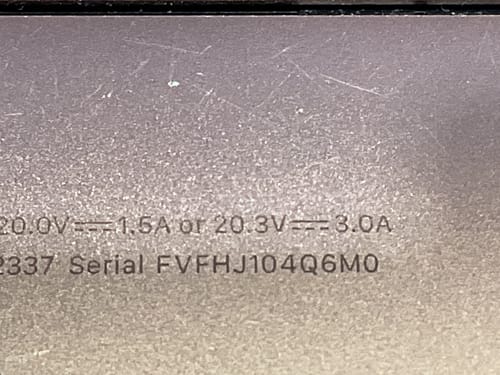 20.0V⎓1.5A or 20.3V⎓3.0A
2337 Serial FVFHJ104Q6M0